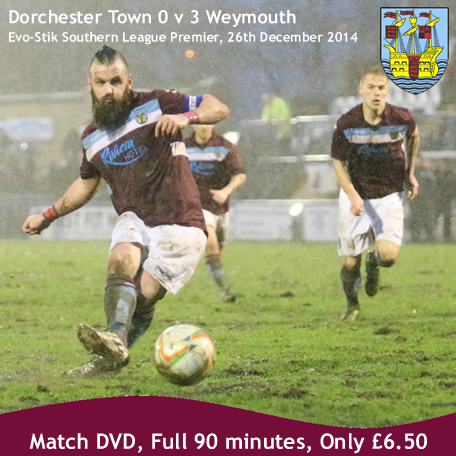 Dorchester Town 0 v 3 Weymouth
Evo-Stik Southern League Premier, 26th December 2014
HOTEL
Match DVD, Full 90 minutes, Only £6.50